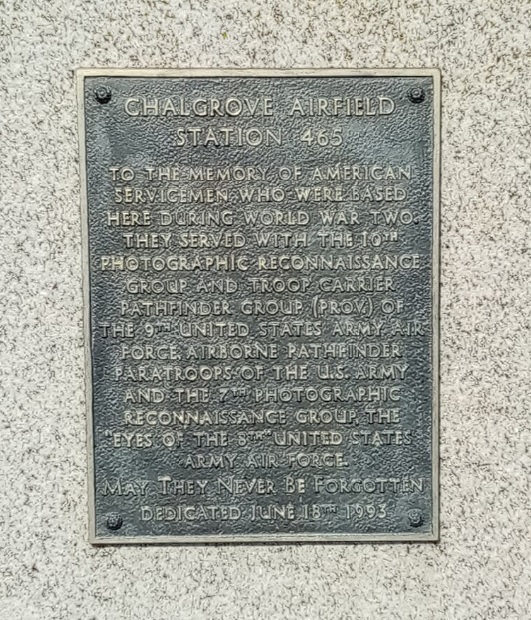 CHALGROVE AIRFIELD
STATION 465
TO THE MEMORY OF AMERICAN
SERVICEMEN WHO WERE BASED
HERE DURING WORLD WAR TWO.
THEY SERVED WITH THE 10TH
PHOTOGRAPHIC RECONNAISSANCE
GROUP AND TROOP CARRIER
PATHFINDER GROUP (PROV.) OF
THE 9TH UNITED STATES ARMY AIR
FORCE, AIRBORNE PATHFINDER
PARATROOPS OF THE U.S. ARMY
AND THE 7TH PHOTOGRAPHIC
RECONNAISSANCE GROUP, THE
"EYES OF THE 8TH" UNITED STATES
ARMY AIR FORCE.
MAY THEY NEVER BE FORGOTTEN
DEDICATED JUNE 18TH 1993